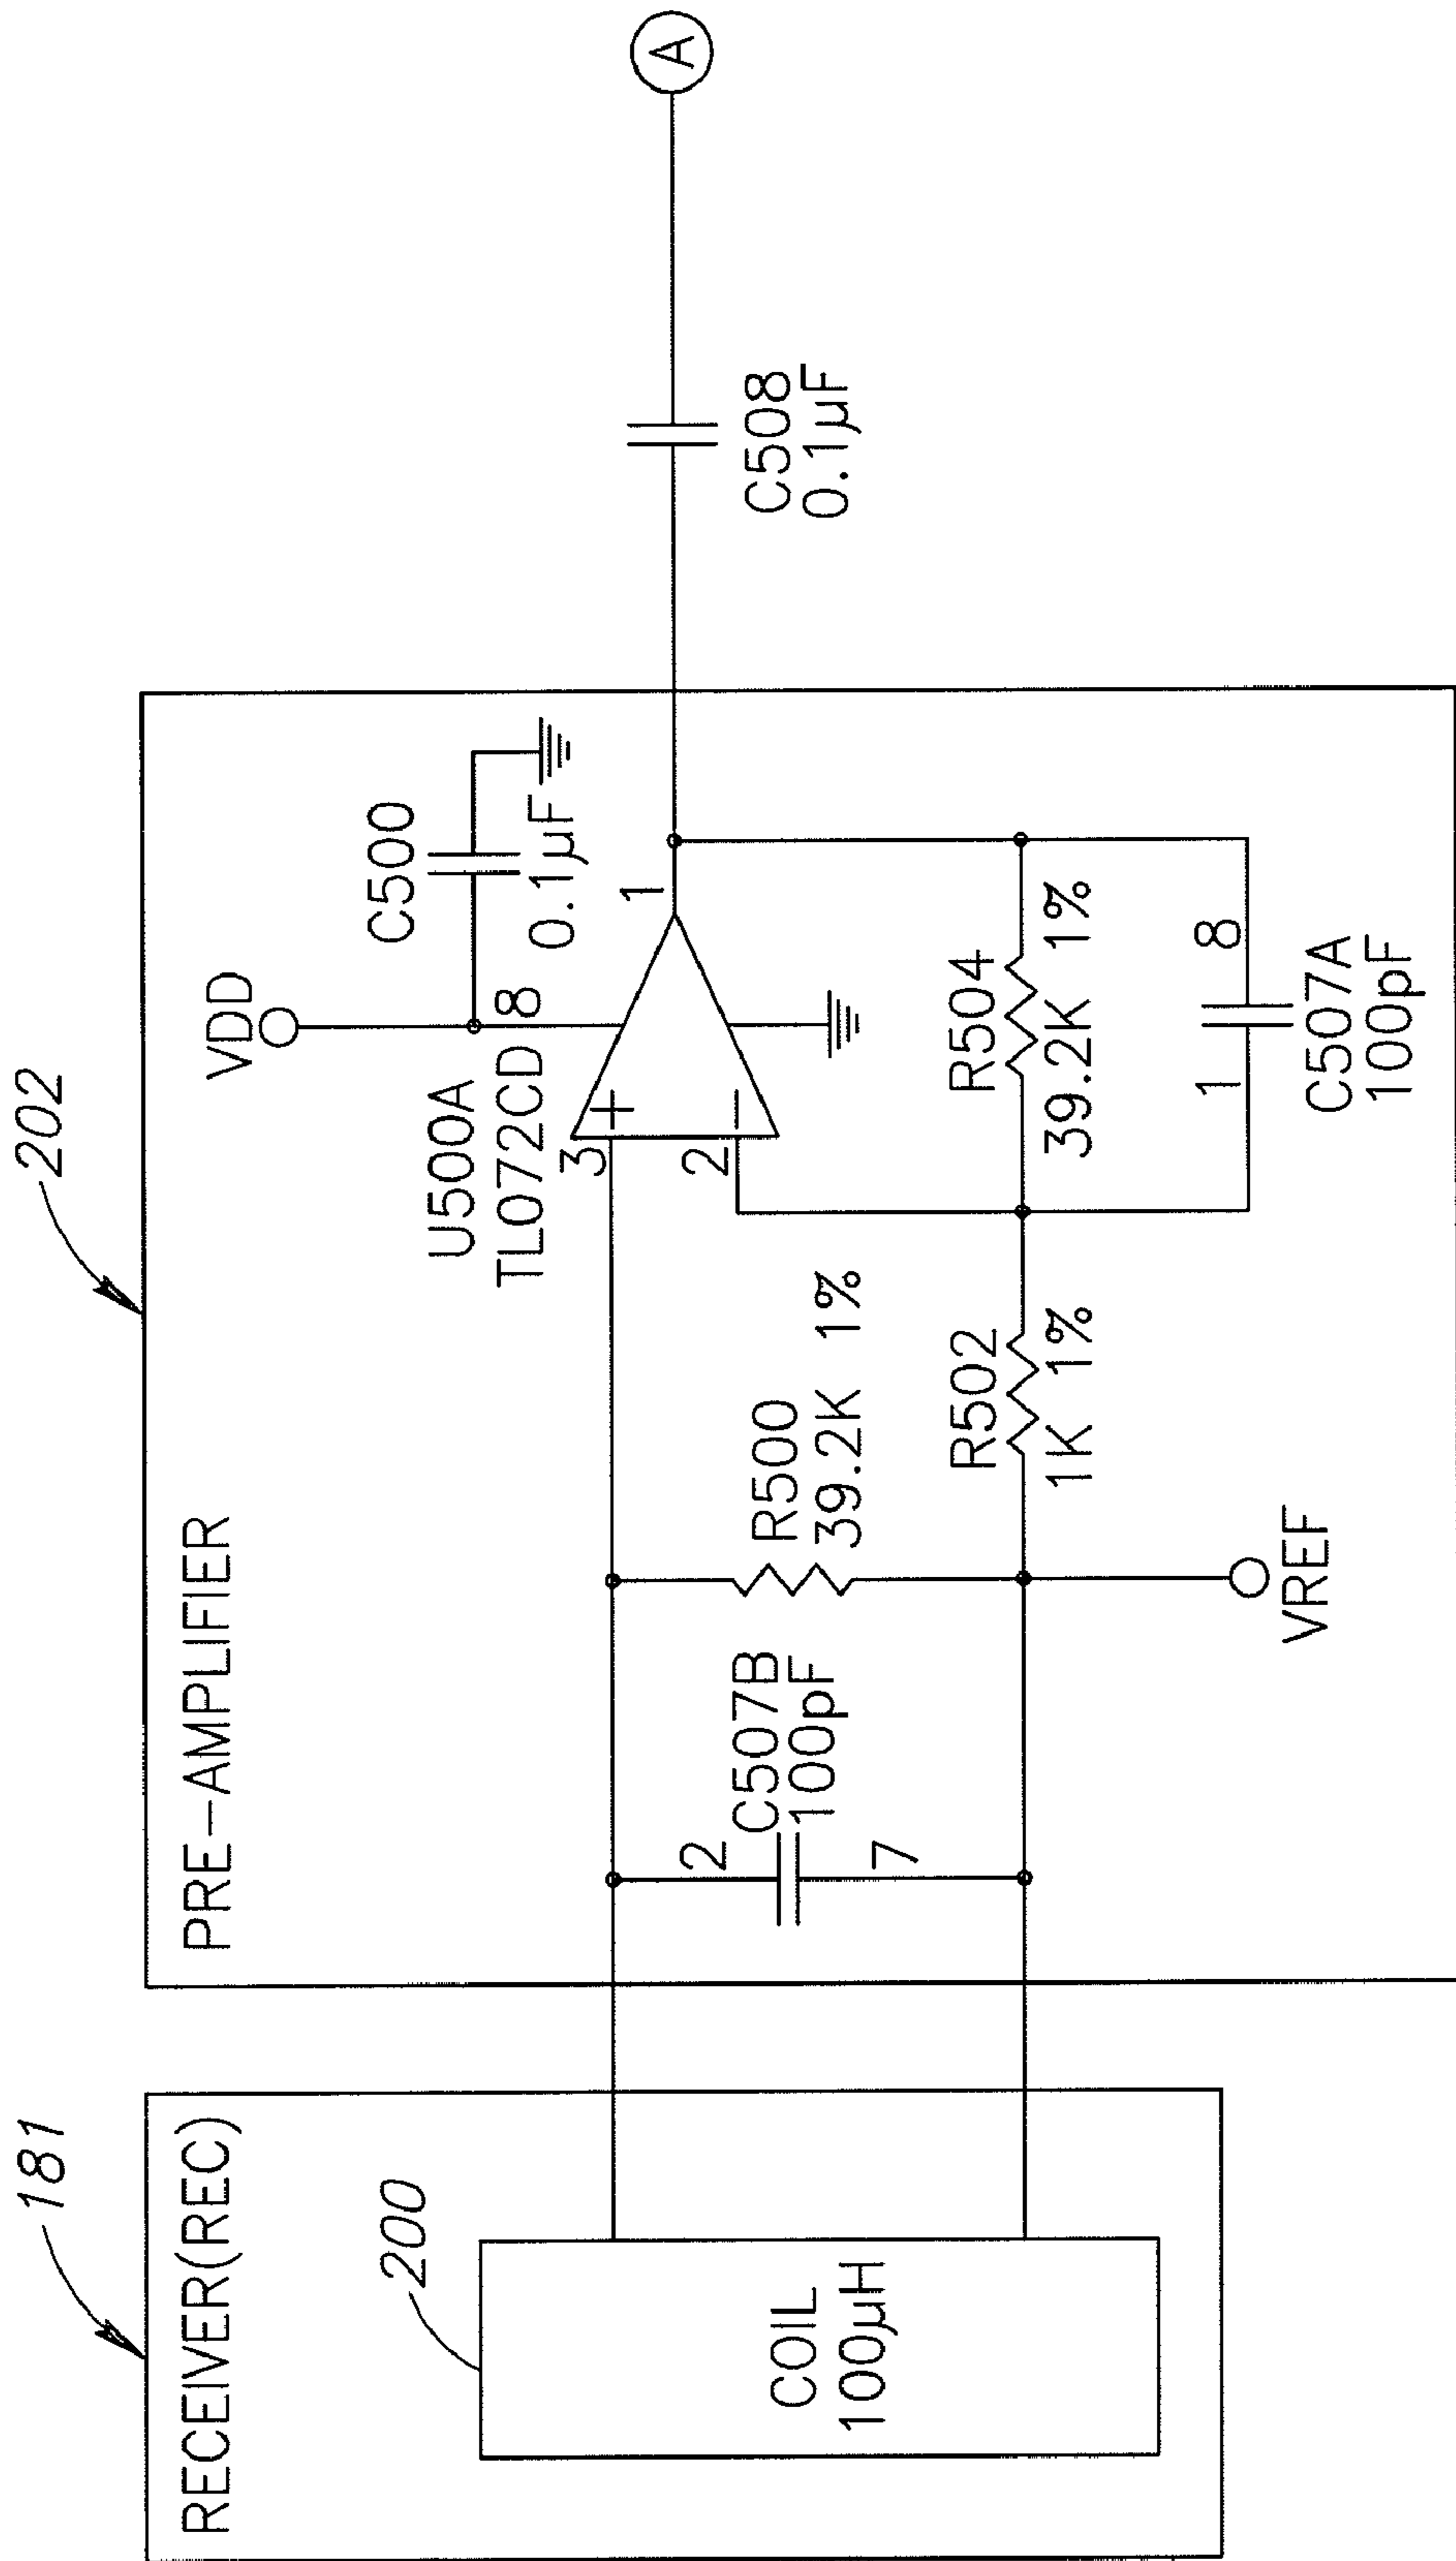 181
RECEIVER(REC)
200
COIL
100µH
202
PRE-AMPLIFIER
2
C507B
100pF
7
R500
39.2K 1%
VREF
R502
1K 1%
U500A
TL072CD
3
2
8
1
VDD
C500
0.1µF
R504
39.2K 1%
1
8
C507A
100pF
C508
0.1µF
A